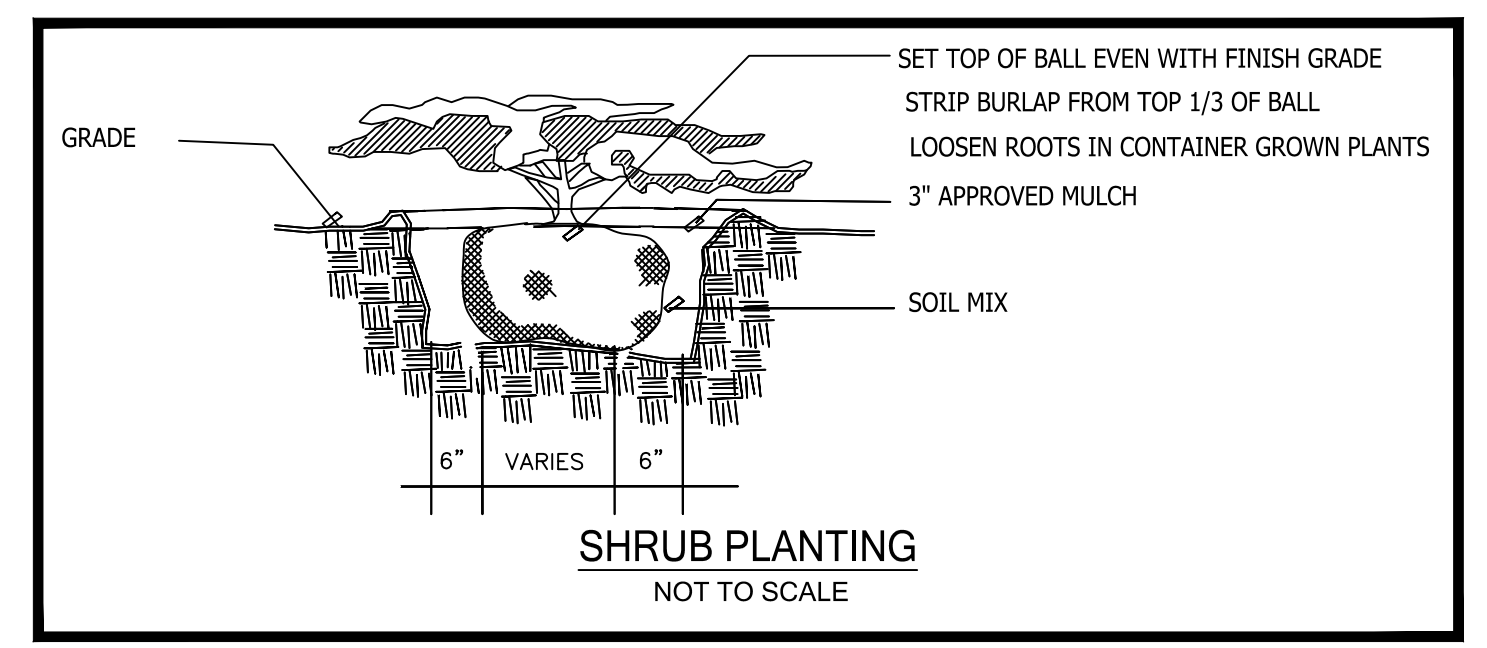 SET TOP OF BALL EVEN WITH FINISH GRADE
STRIP BURLAP FROM TOP 1/3 OF BALL
GRADE
LOOSEN ROOTS IN CONTAINER GROWN PLANTS
3" APPROVED MULCH
SOIL MIX
6” VARIES 6”
SHRUB PLANTING
NOT TO SCALE